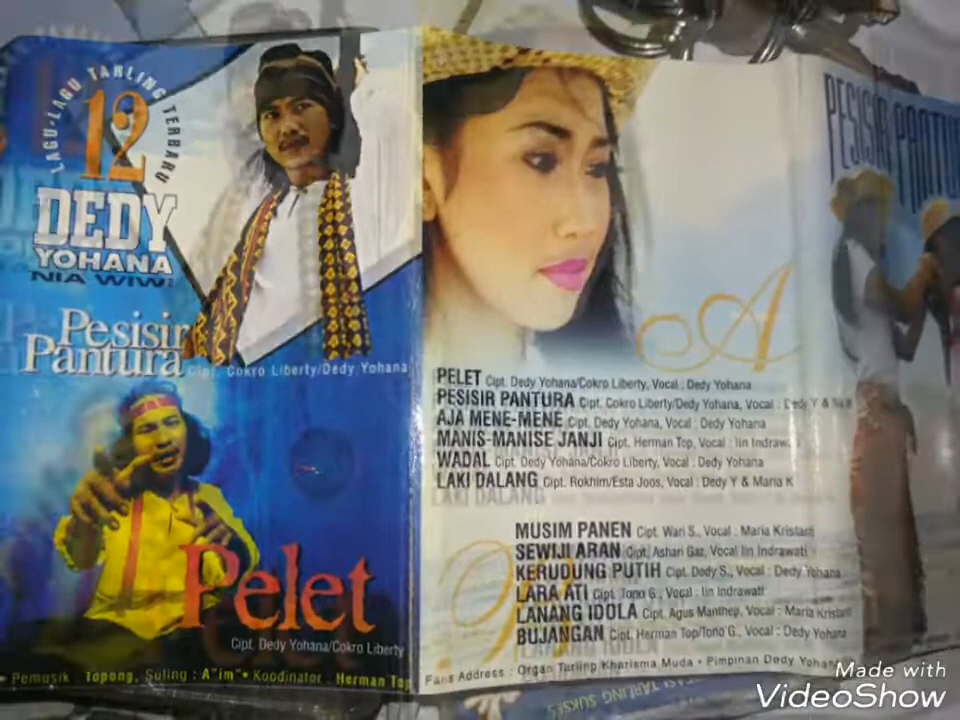 LAGU-LAGU TARLING TERBARU
12
DEDY
YOHANA
NIA WIWI
Pesisir
Pantura
Cipt. Cokro Liberty/Dedy Yohana
Pelet
Cipt. Dedy Yohana/Cokro Liberty
Pemusik Topong, Suling : A"im" • Koodinator Herman Top
A
PELET Cipt. Dedy Yohana/Cokro Liberty, Vocal : Dedy Yohana
PESISIR PANTURA Cipt. Cokro Liberty/Dedy Yohana, Vocal : Dedy Y &
AJA MENE-MENE Cipt. Dedy Yohana, Vocal : Dedy Yohana
MANIS-MANISE JANJI Cipt. Herman Top, Vocal : Iin Indraw
WADAL Cipt. Dedy Yohana/Cokro Liberty, Vocal : Dedy Yohana
LAKI DALANG Cipt. Rokhim/Esta Joos, Vocal : Dedy Y & Maria K
LAKI DALANG
MUSIM PANEN Cipt. Wari S., Vocal : Maria Kristanti
SEWIJI ARAN Cipt. Ashari Gaz, Vocal Iin Indrawati
KERUDUNG PUTIH Cipt. Dedy S., Vocal : Dedy Yohana
LARA ATI Cipt. Tono G., Vocal : Iin Indrawati
LANANG IDOLA Cipt. Agus Manthep, Vocal : Maria Kristanti
BUJANGAN Cipt. Herman Top/Tono G., Vocal : Dedy Yohana
LANANG IDOLA
Fans Address : Organ Tarling Kharisma Muda • Pimpinan Dedy Yohana
PESISIR PANTURA
TARLING SUKSES
Made with
VideoShow